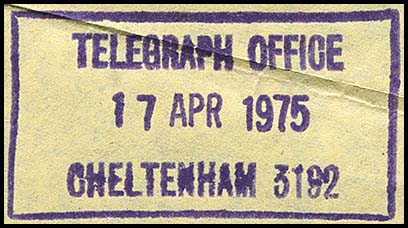 TELEGRAPH OFFICE
17 APR 1975
CHELTENHAM 3192